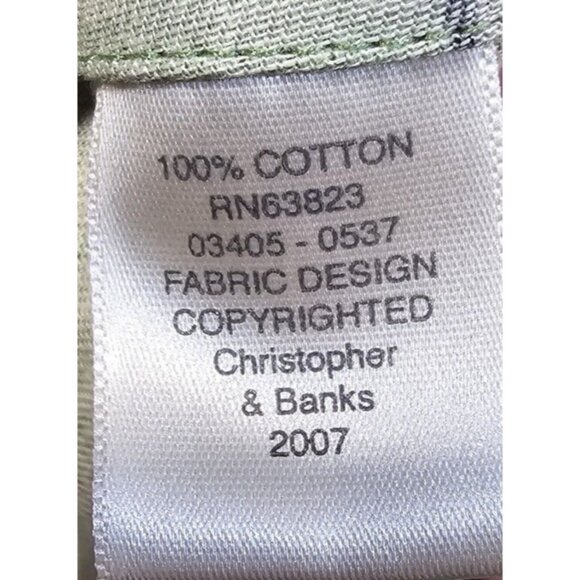 100% COTTON
RN63823
03405 - 0537
FABRIC DESIGN
COPYRIGHTED
Christopher
& Banks
2007